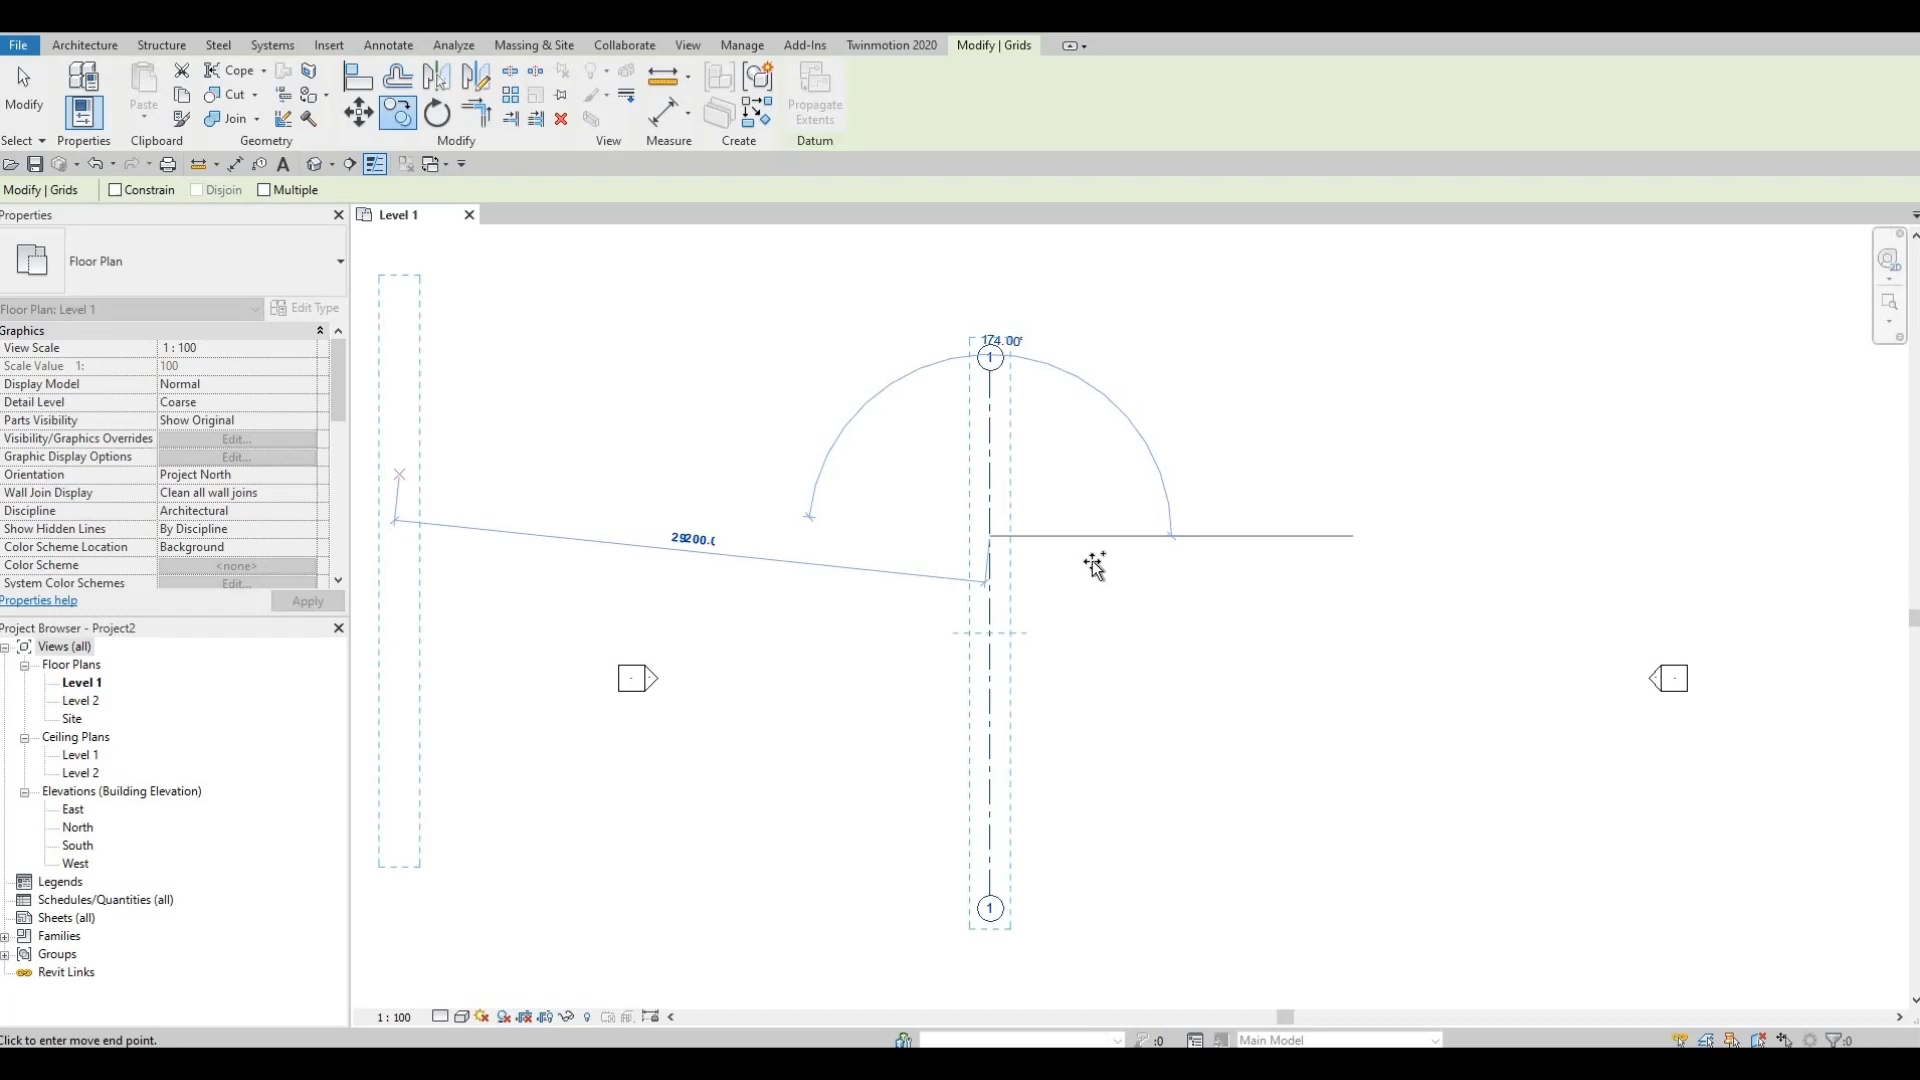 File Architecture Structure Steel Systems Insert Annotate Analyze Massing & Site Collaborate View Manage Add-Ins Twinmotion 2020 Modify | Grids
Modify
Paste
Cope
Cut
Join
Propagate
Extents
Select Properties Clipboard Geometry Modify View Measure Create Datum
Modify | Grids Constrain Disjoin Multiple
Properties
Level 1
Floor Plan
Floor Plan: Level 1 Edit Type
Graphics
View Scale 1 : 100
Scale Value 1: 100
Display Model Normal
Detail Level Coarse
Parts Visibility Show Original
Visibility/Graphics Overrides Edit...
Graphic Display Options Edit...
Orientation Project North
Wall Join Display Clean all wall joins
Discipline Architectural
Show Hidden Lines By Discipline
Color Scheme Location Background
Color Scheme <none>
System Color Schemes Edit...
Properties help Apply
Project Browser - Project2
Views (all)
Floor Plans
Level 1
Level 2
Site
Ceiling Plans
Level 1
Level 2
Elevations (Building Elevation)
East
North
South
West
Legends
Schedules/Quantities (all)
Sheets (all)
Families
Groups
Revit Links
174.00°
1
1
2D
1 : 100
Click to enter move end point.
:0
Main Model
:0